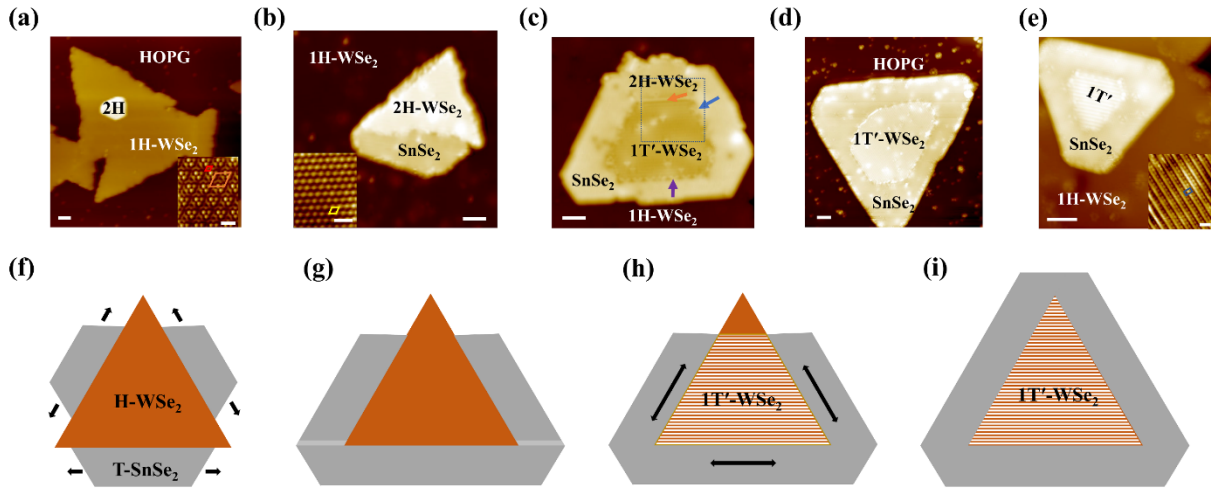 (a)
HOPG
2H
1H-WSe₂
(b)
1H-WSe₂
2H-WSe₂
SnSe₂
(c)
2H-WSe₂
1T′-WSe₂
SnSe₂
1H-WSe₂
(d)
HOPG
1T′-WSe₂
SnSe₂
(e)
1T′
SnSe₂
1H-WSe₂
(f)
H-WSe₂
T-SnSe₂
(g)
(h)
1T′-WSe₂
(i)
1T′-WSe₂